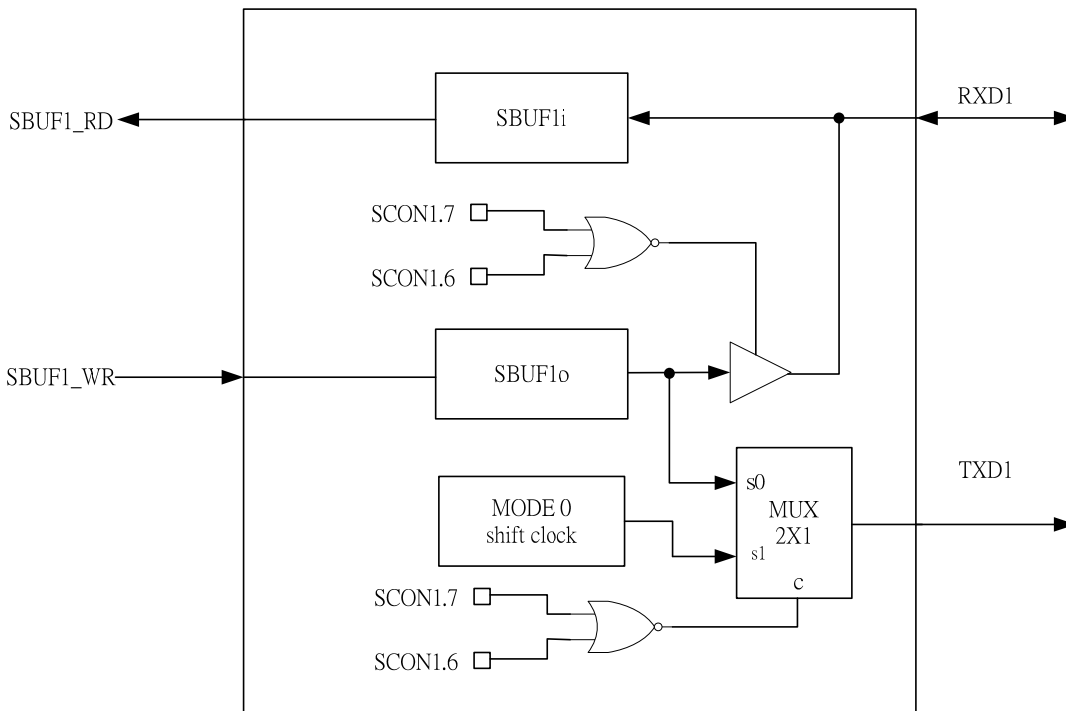 RXD1
SBUF1_RD
SBUF1i
SCON1.7
SCON1.6
SBUF1_WR
SBUF1o
TXD1
s0
MODE 0
shift clock
MUX
2X1
s1
c
SCON1.7
SCON1.6